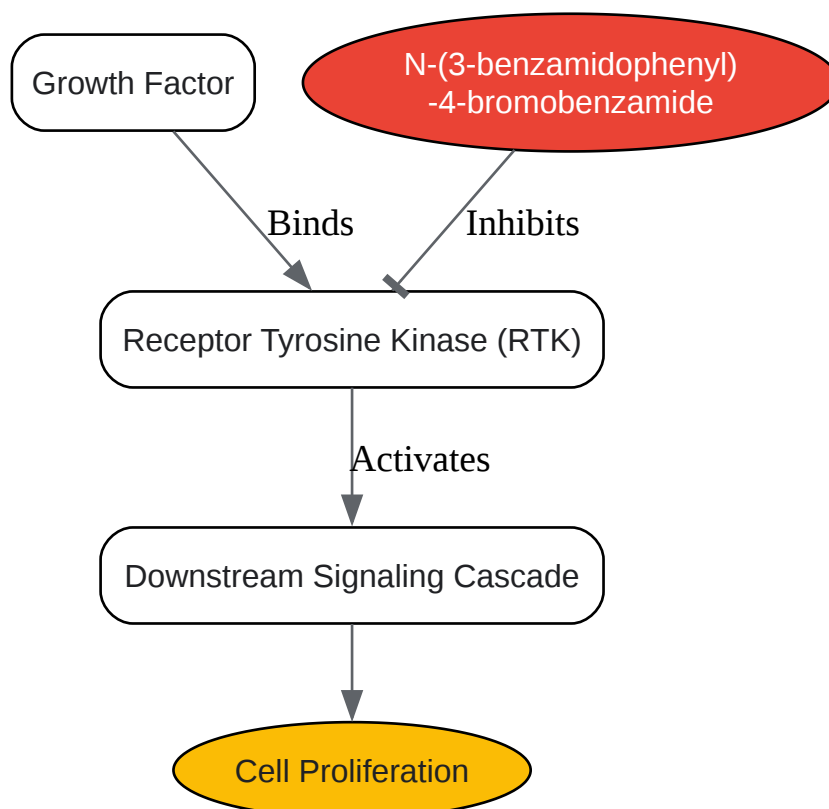 Growth Factor
N-(3-benzamidophenyl)
-4-bromobenzamide
Binds
Inhibits
Receptor Tyrosine Kinase (RTK)
Activates
Downstream Signaling Cascade
Cell Proliferation